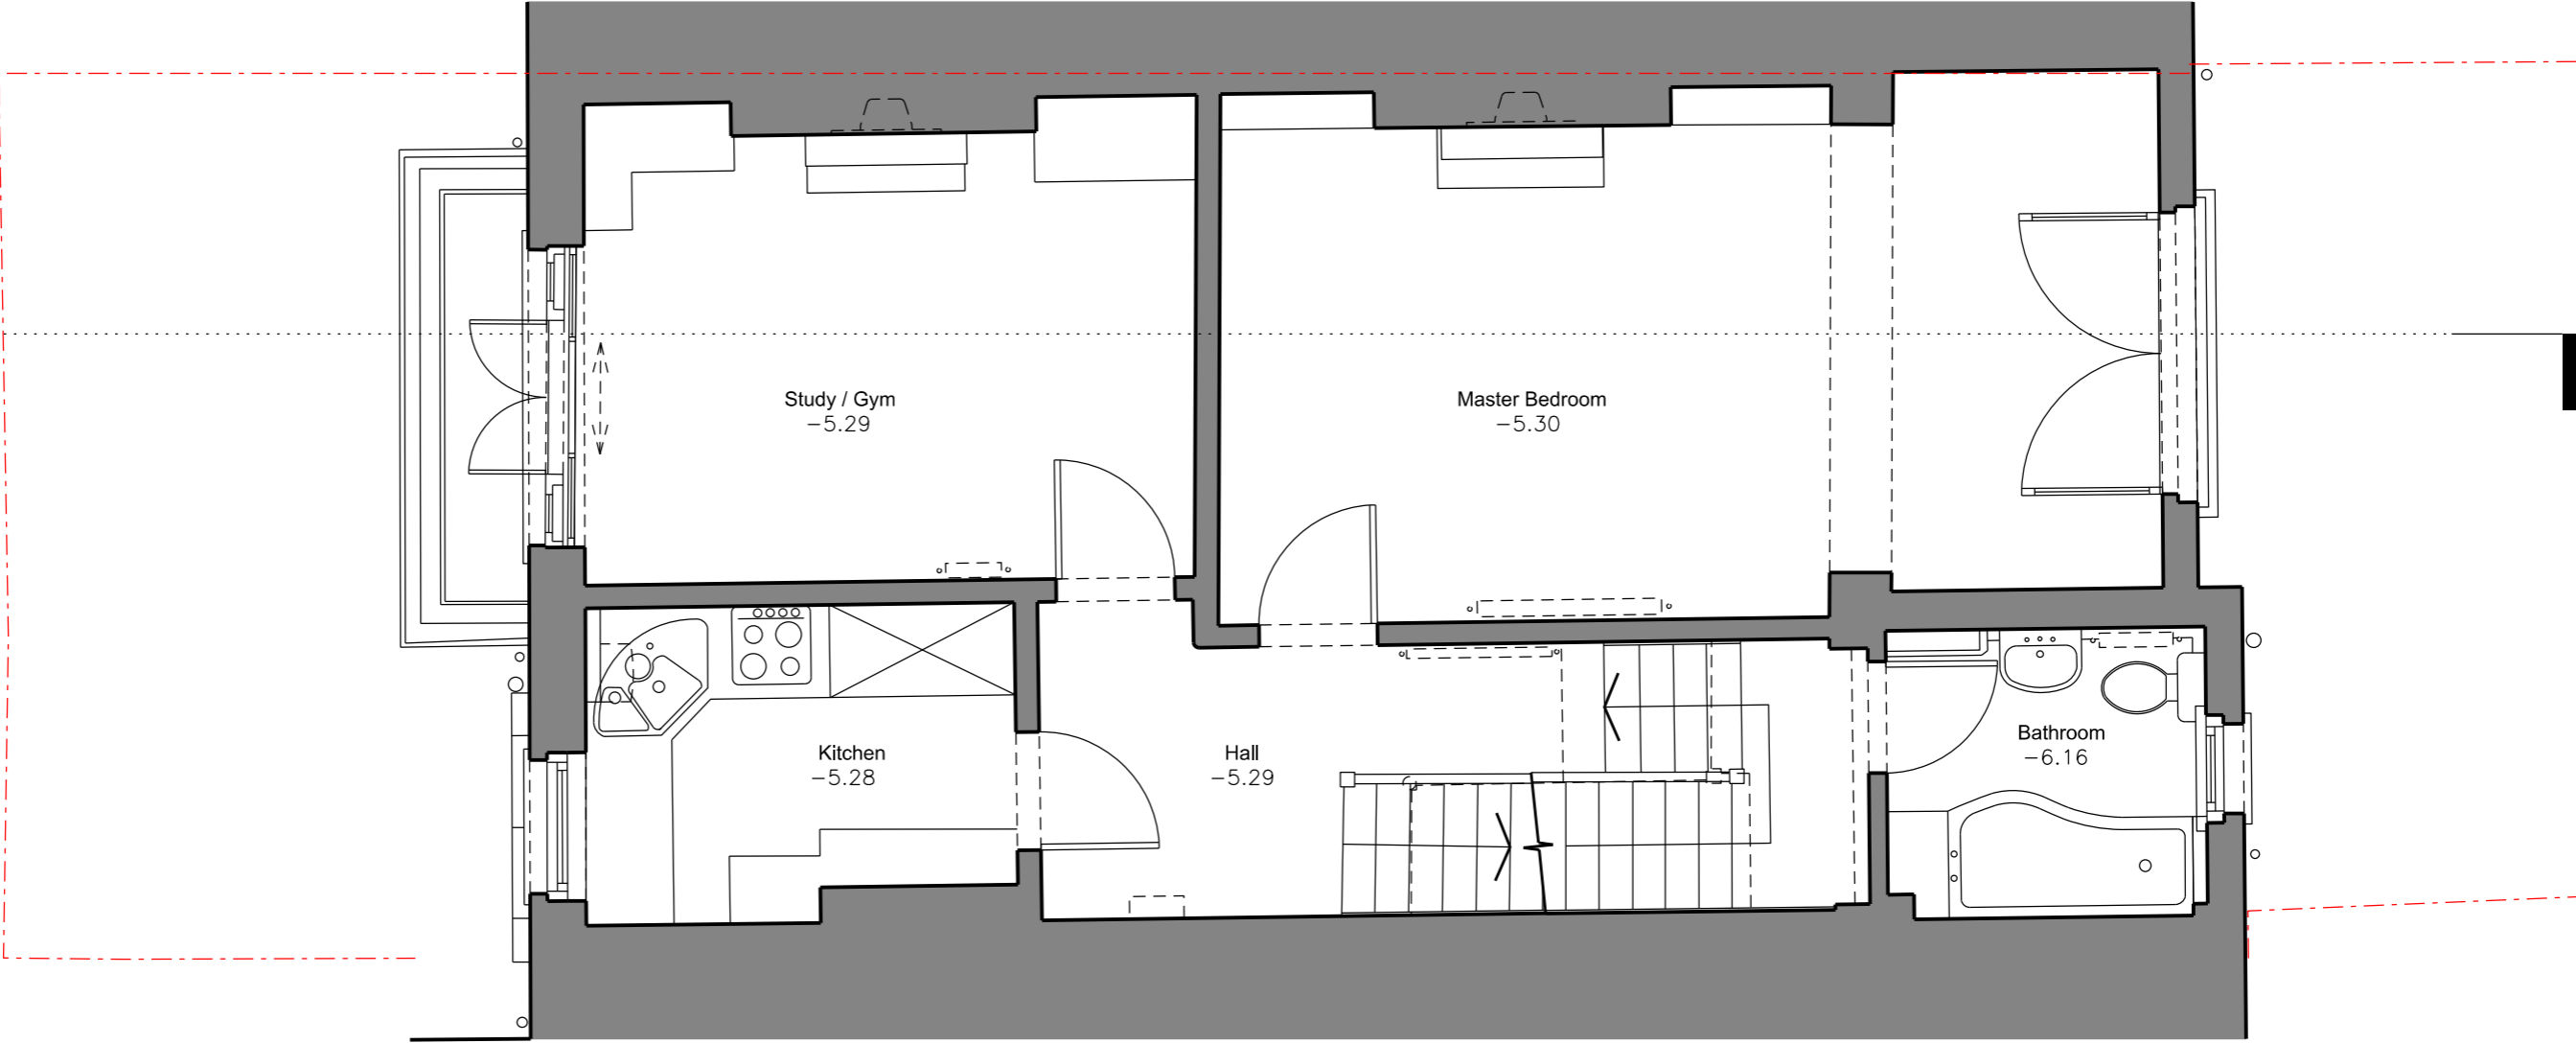 Study / Gym
-5.29
Master Bedroom
-5.30
Kitchen
-5.28
Hall
-5.29
Bathroom
-6.16